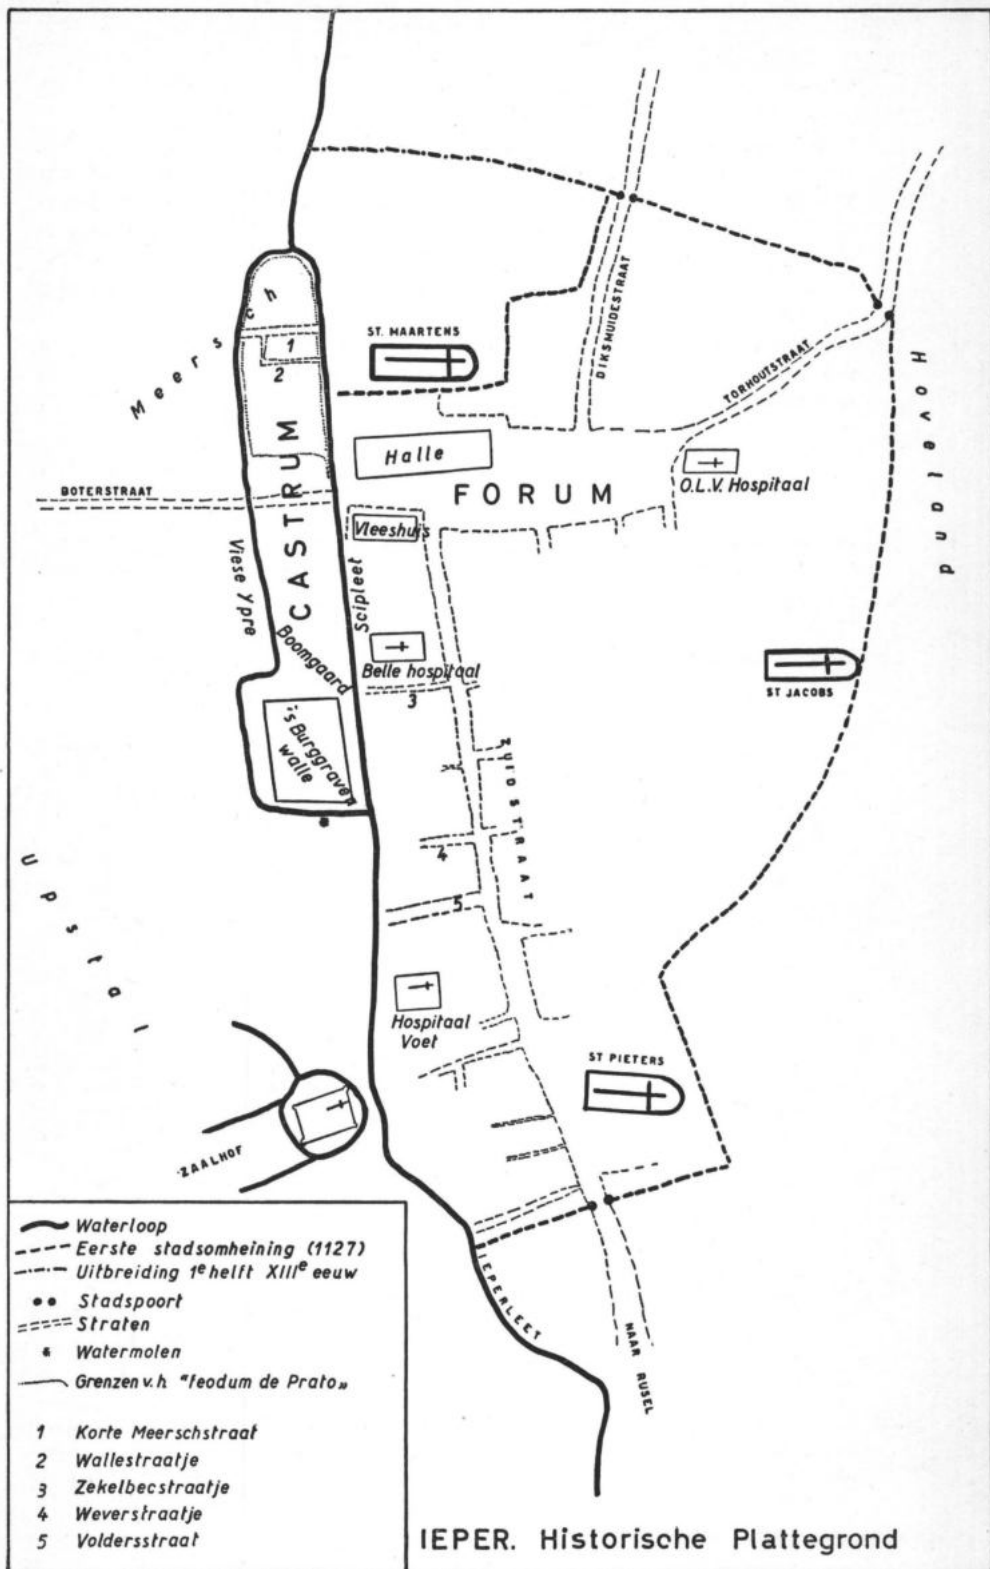 DIKSMUIDESTRAAT
Meersch
1
2
ST. MAARTENS
TORHOUTSTRAAT
Hoveland
Halle
FORUM
O.L.V. Hospitaal
BOTERSTRAAT
CASTRUM
Vleeshuis
Viese Ypre
Scipleet
Boomgaard
Belle hospitaal
3
ST JACOBS
's Burggraven
walle
ZUIDSTRAAT
4
Upstal
5
Hospitaal
Voet
ST PIETERS
ZAALHOF
IEPERLEET
NAAR RIJSEL
Waterloop
Eerste stadsomheining (1127)
Uitbreiding 1e helft XIIIe eeuw
Stadspoort
Straten
Watermolen
Grenzen v.h. "feodum de Prato„
1 Korte Meerschstraat
2 Wallestraatje
3 Zekelbecstraatje
4 Weverstraatje
5 Voldersstraat
IEPER. Historische Plattegrond